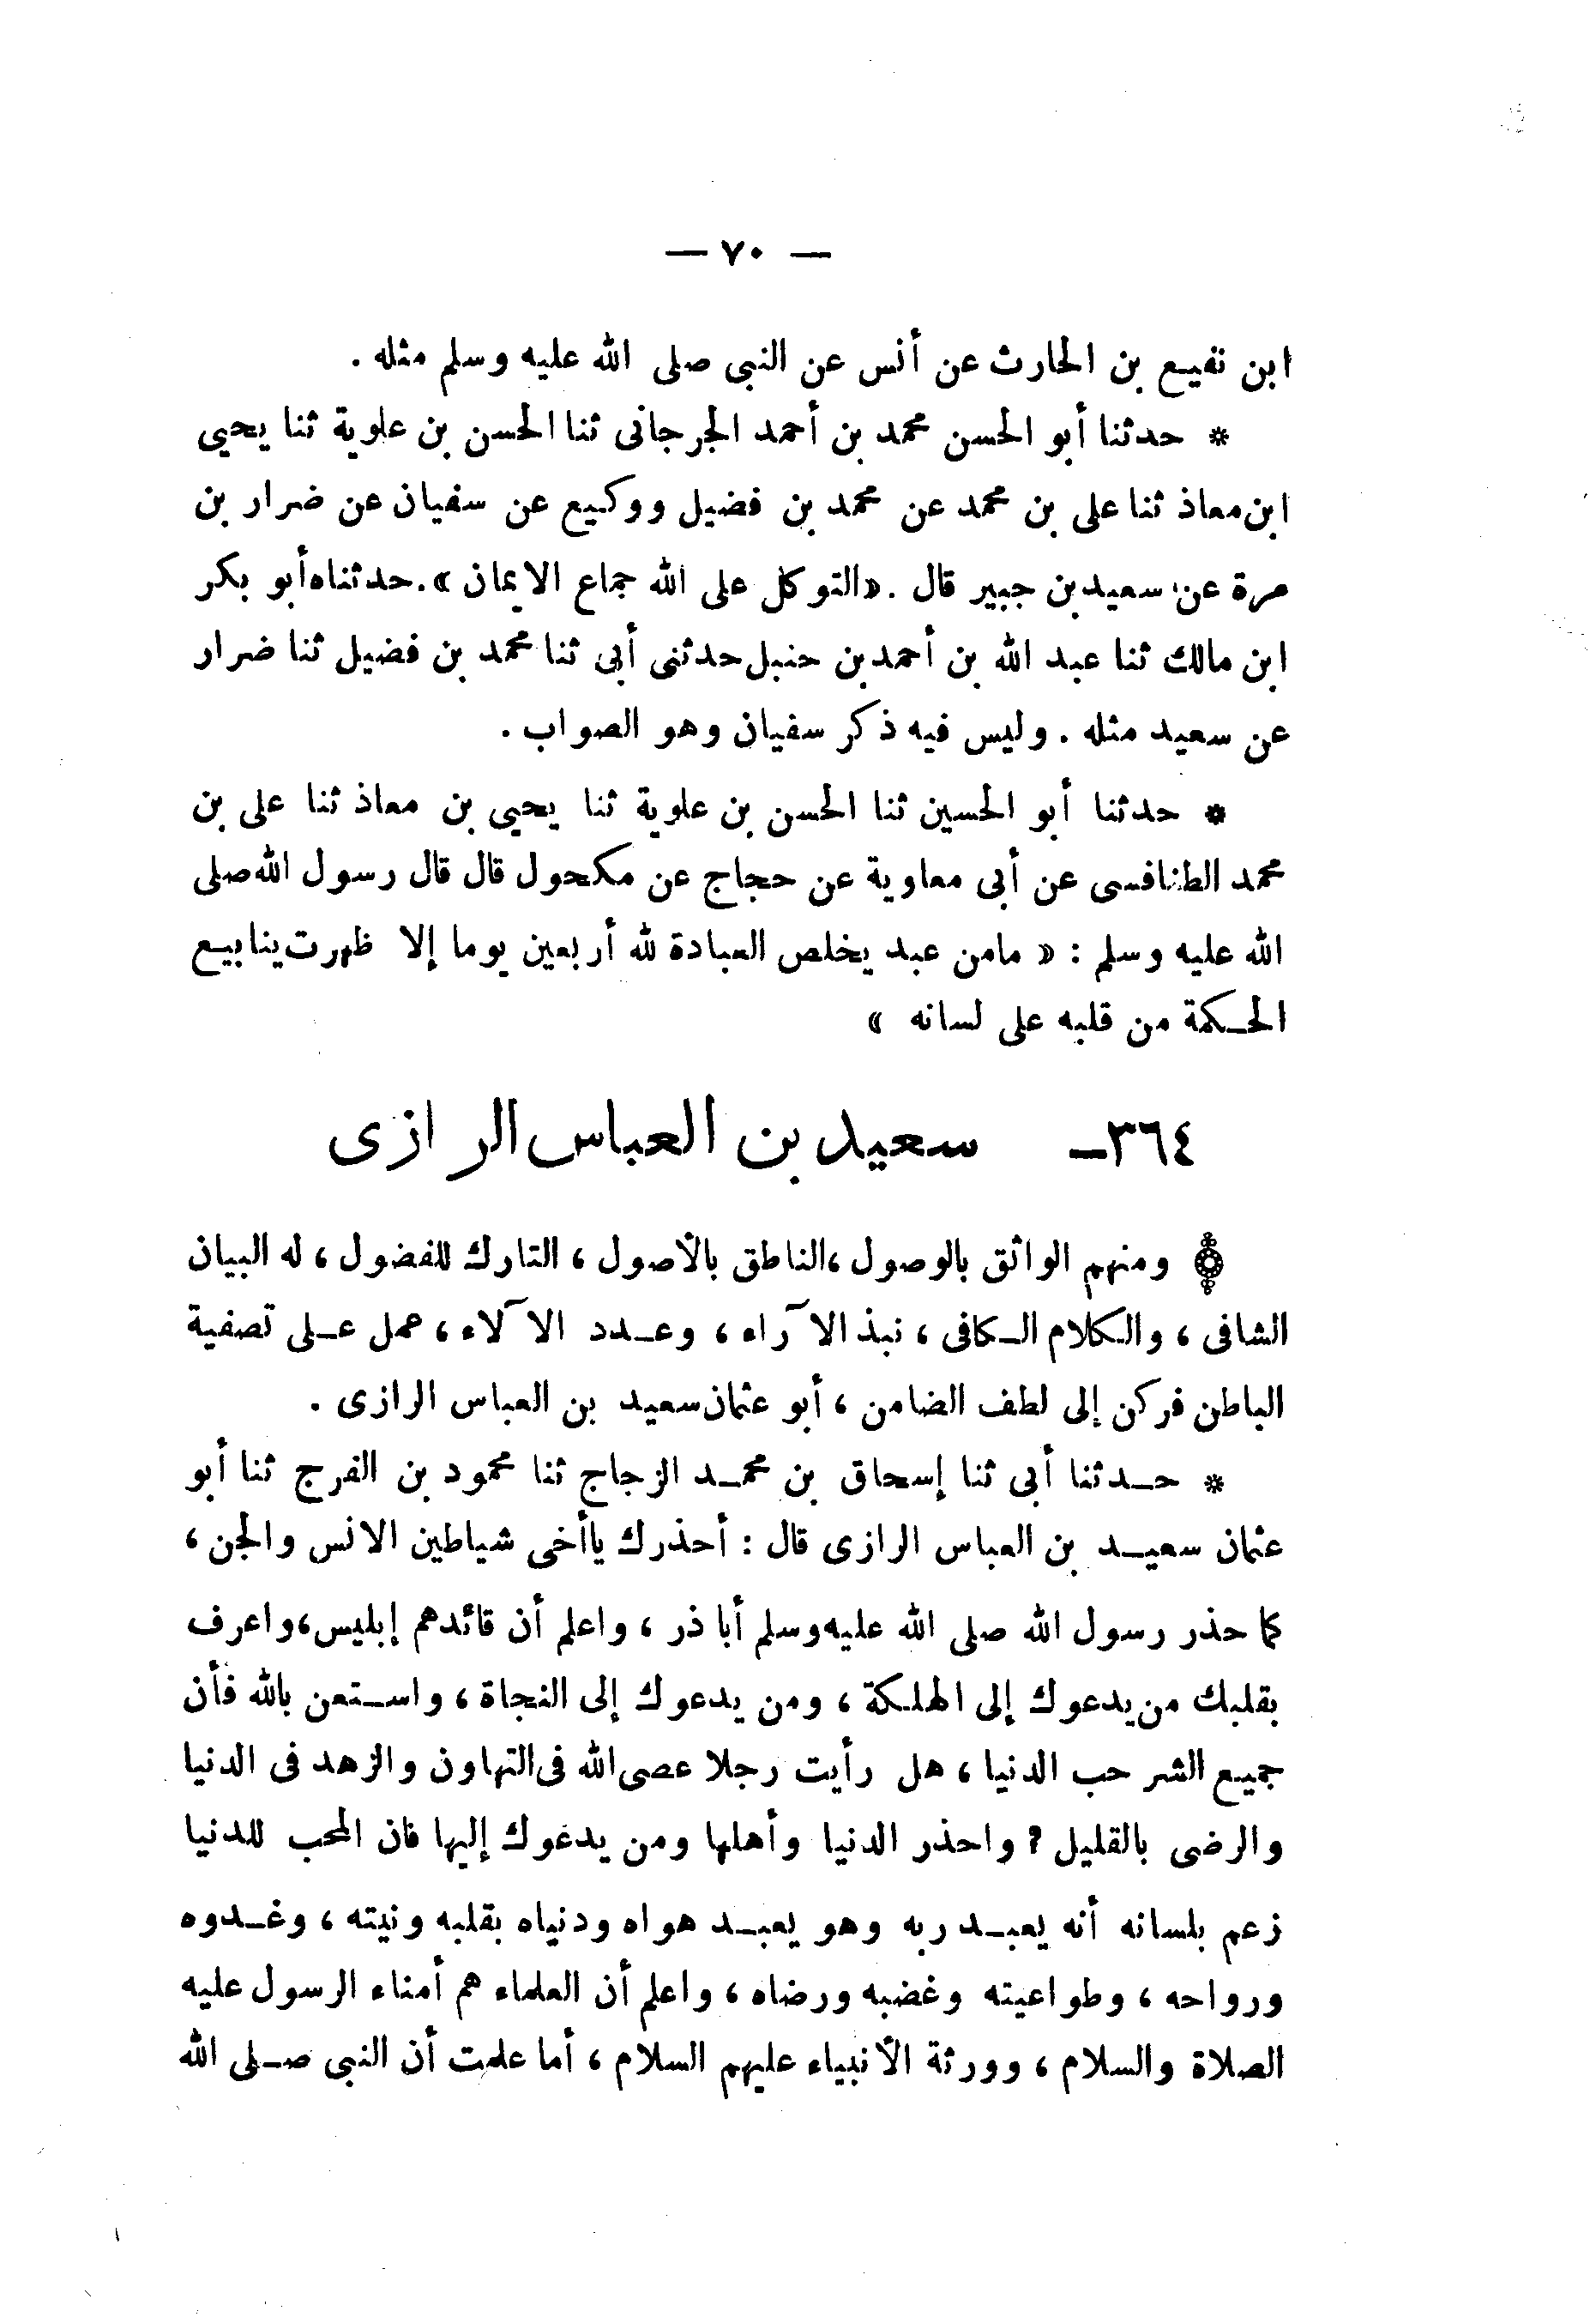 — ٧٠ —
ابن نفيع بن الحارث عن أنس عن النبى صلى الله عليه وسلم مثله .
* حدثنا أبو الحسن محمد بن أحمد الجرجانى ثنا الحسن بن علوية ثنا يحيى
ابن معاذ ثنا على بن محمد عن محمد بن فضيل ووكيع عن سفيان عن ضرار بن
مرة عن سعيد بن جبير قال . «التوكل على الله جماع الايمان ». حدثناه أبو بكر
ابن مالك ثنا عبد الله بن أحمد بن حنبل حدثنى أبى ثنا محمد بن فضيل ثنا ضرار
عن سعيد مثله . وليس فيه ذكر سفيان وهو الصواب .
* حدثنا أبو الحسين ثنا الحسن بن علوية ثنا يحيى بن معاذ ثنا على بن
محمد الطنافسى عن أبى معاوية عن حجاج عن مكحول قال قال رسول الله صلى
الله عليه وسلم : « مامن عبد يخلص العبادة لله أربعين يوما إلا ظهرت ينابيع
الحكمة من قلبه على لسانه »
٣٦٤ـ سعيد بن العباس الرازى
ومنهم الواثق بالوصول ، الناطق بالأصول ، التارك للفضول ، له البيان
الشافى ، والكلام الكافى ، نبذ الآراء ، وعدد الآلاء ، عمل على تصفية
الباطن فركن إلى لطف الضامن ، أبو عثمان سعيد بن العباس الرازى .
* حدثنا أبى ثنا إسحاق بن محمد الزجاج ثنا محمود بن الفرج ثنا أبو
عثمان سعيد بن العباس الرازى قال : أحذرك ياأخى شياطين الانس والجن ،
كما حذر رسول الله صلى الله عليه وسلم أبا ذر ، واعلم أن قائدهم إبليس، واعرف
بقلبك من يدعوك إلى الهلكة ، ومن يدعوك إلى النجاة ، واستعن بالله فأن
جميع الشر حب الدنيا ، هل رأيت رجلا عصى الله فى التهاون والزهد فى الدنيا
والرضى بالقليل ? واحذر الدنيا وأهلها ومن يدعوك إليها فان المحب للدنيا
زعم بلسانه أنه يعبد ربه وهو يعبد هواه ودنياه بقلبه ونيته ، وغدوه
ورواحه ، وطواعيته وغضبه ورضاه ، واعلم أن العلماء هم أمناء الرسول عليه
الصلاة والسلام ، وورثة الأنبياء عليهم السلام ، أما علمت أن النبى صلى الله